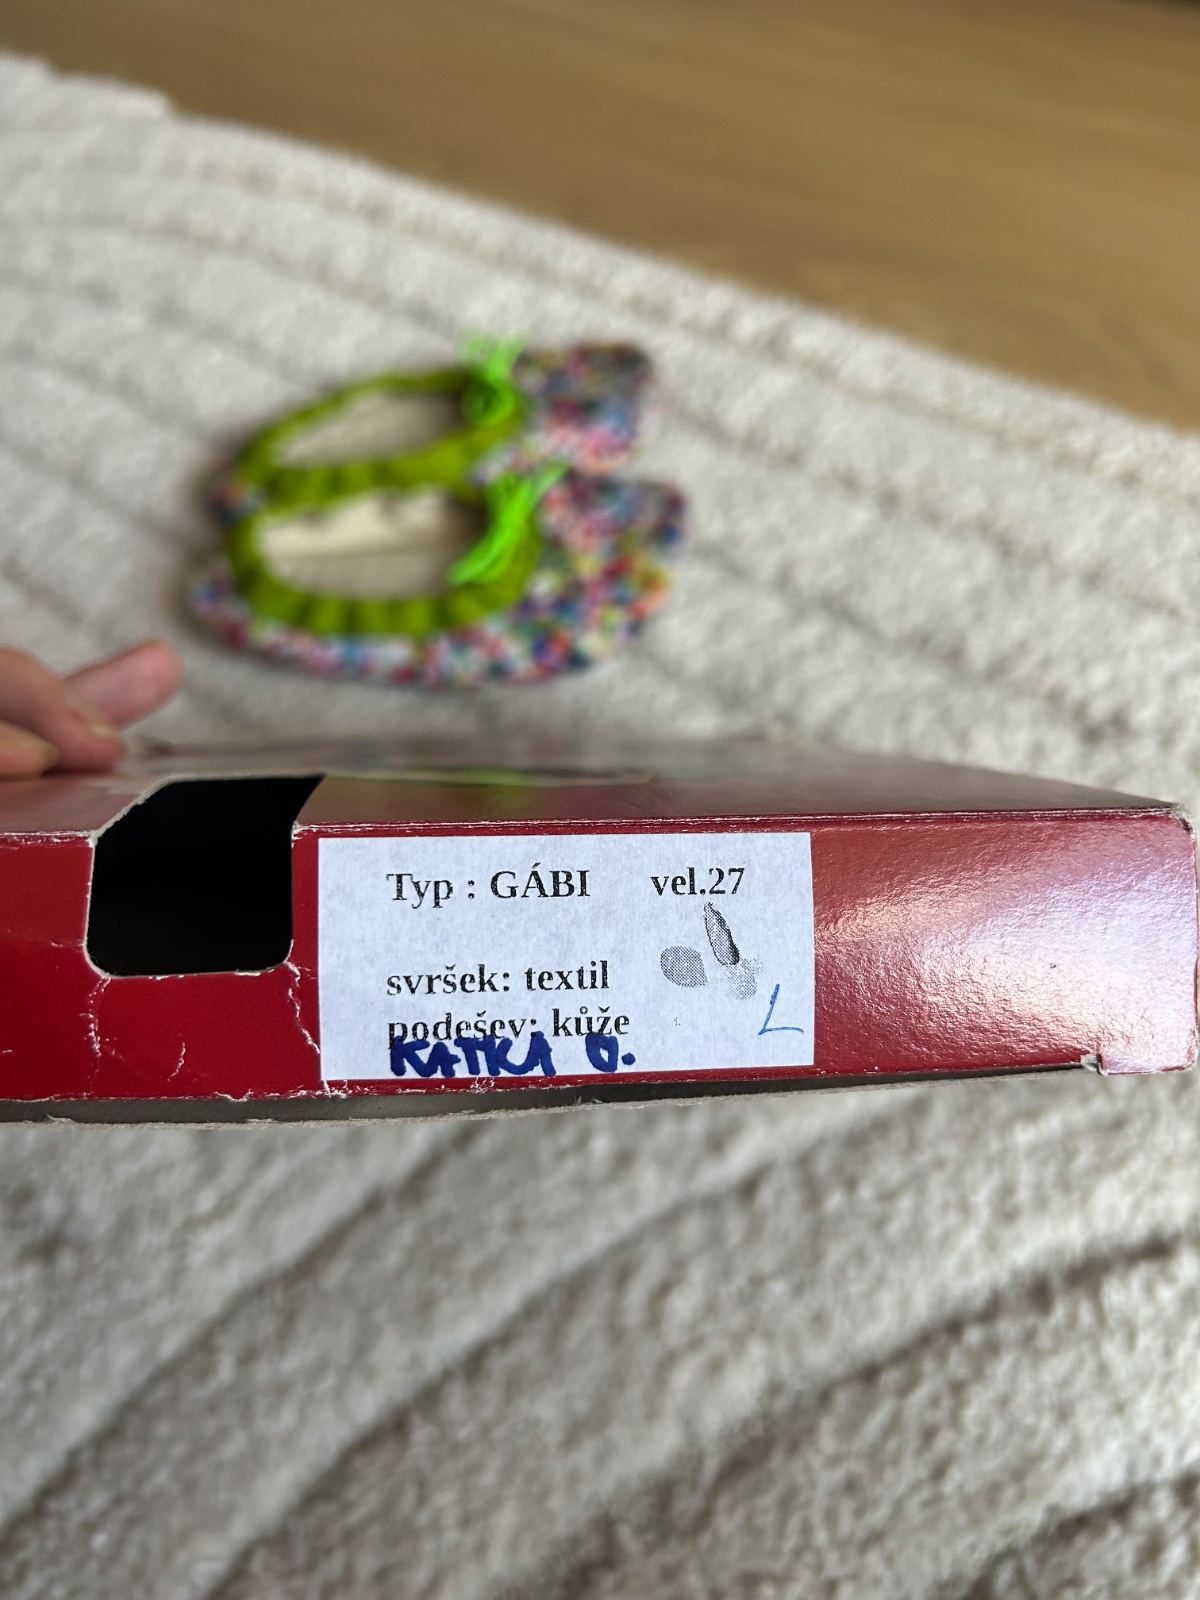 Typ : GÁBI vel.27
svršek: textil
podešev: kůže
L
KATKA O.